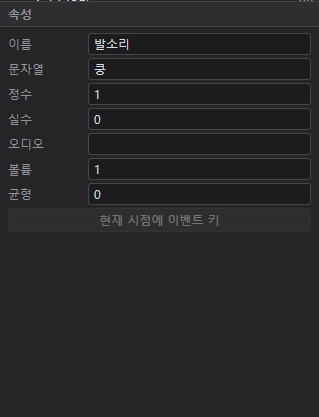 속성
이름 발소리
문자열 쿵
정수 1
실수 0
오디오
볼륨 1
균형 0
현재 시점에 이벤트 키